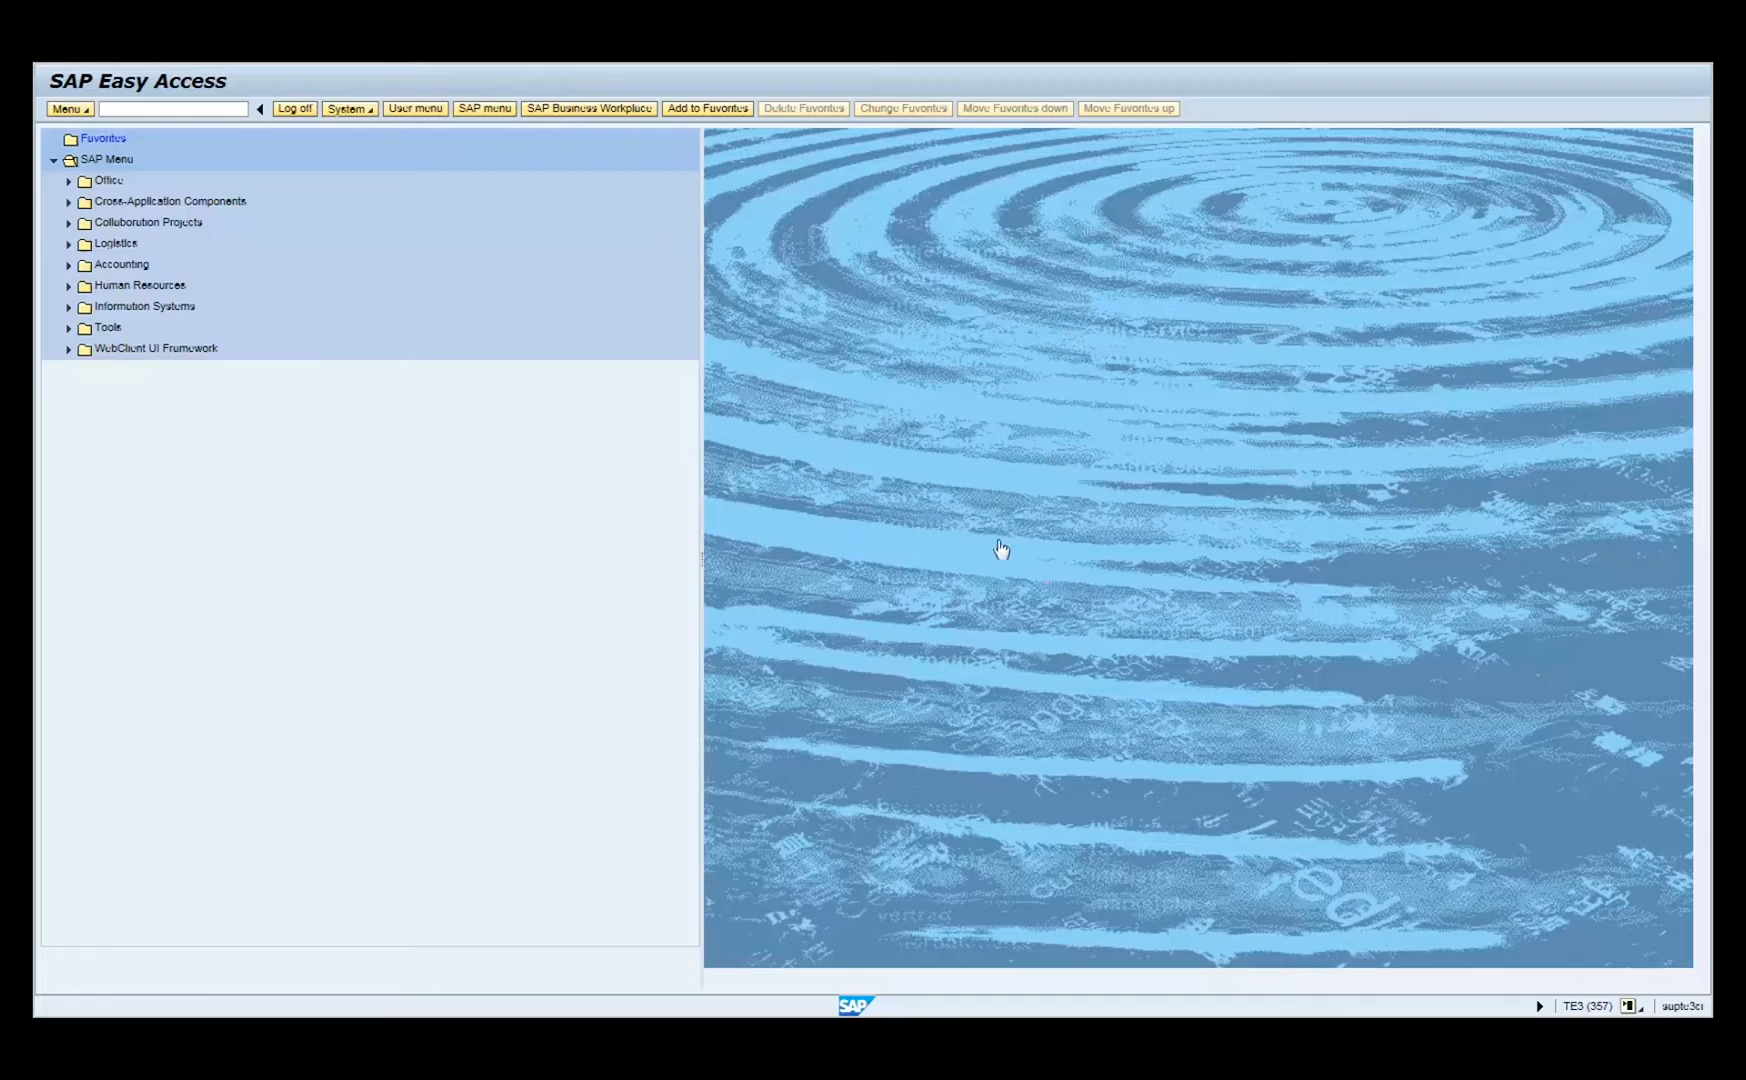 SAP Easy Access
Menu Log off System User menu SAP menu SAP Business Workplace Add to Favorites Delete Favorites Change Favorites Move Favorites down Move Favorites up
Favorites
SAP Menu
Office
Cross-Application Components
Collaboration Projects
Logistics
Accounting
Human Resources
Information Systems
Tools
WebClient UI Framework
SAP TE3 (357) sapte3ci